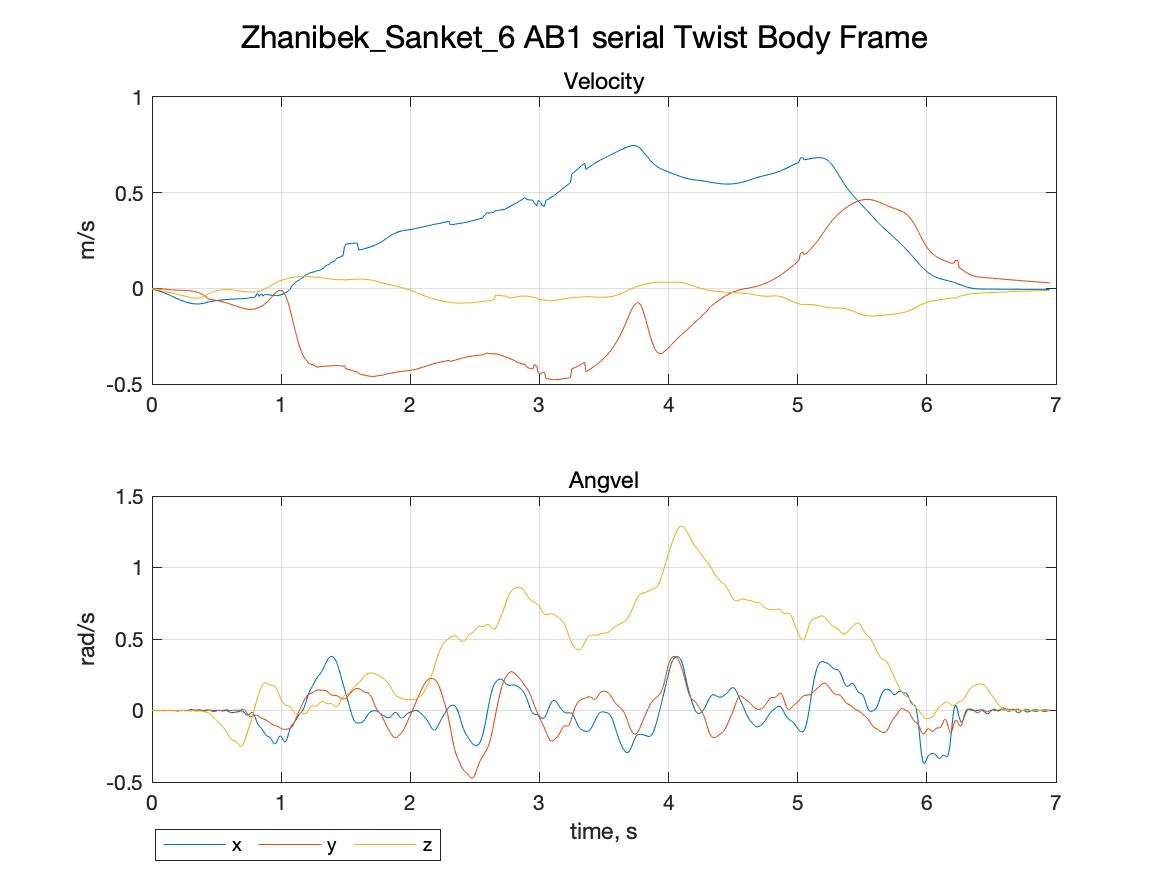 Zhanibek_Sanket_6 AB1 serial Twist Body Frame
Velocity
1
0.5
0
-0.5
m/s
0 1 2 3 4 5 6 7
Angvel
1.5
1
0.5
0
-0.5
rad/s
0 1 2 3 4 5 6 7
time, s
x y z